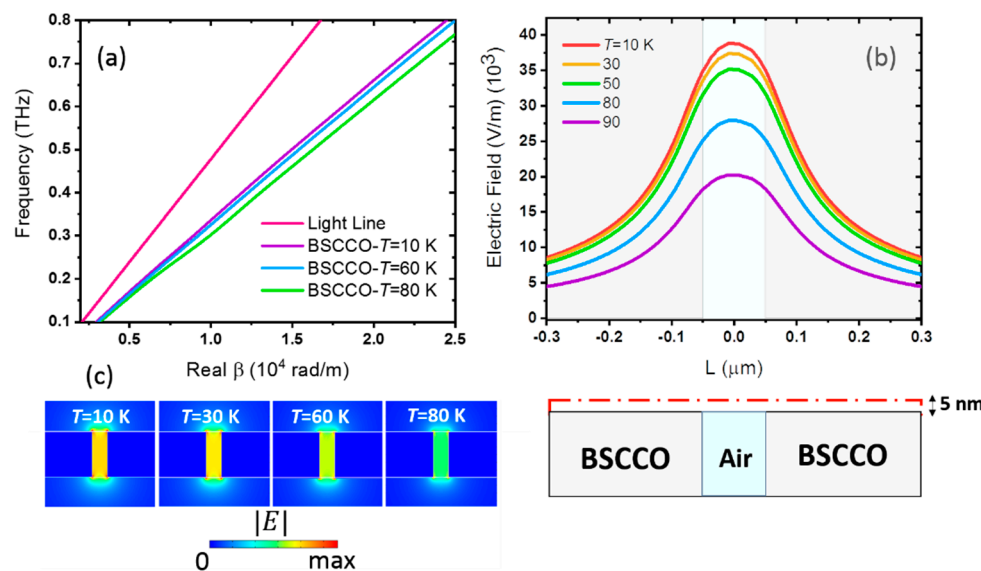 (a)
Frequency (THz)
0.8
0.7
0.6
0.5
0.4
0.3
0.2
0.1
Light Line
BSCCO-T=10 K
BSCCO-T=60 K
BSCCO-T=80 K
0.5 1.0 1.5 2.0 2.5
Real β (10⁴ rad/m)
(b)
Electric Field (V/m) (10³)
40
35
30
25
20
15
10
5
0
T=10 K
30
50
80
90
-0.3 -0.2 -0.1 0.0 0.1 0.2 0.3
L (μm)
(c)
T=10 K T=30 K T=60 K T=80 K
|E|
0 max
5 nm
BSCCO Air BSCCO